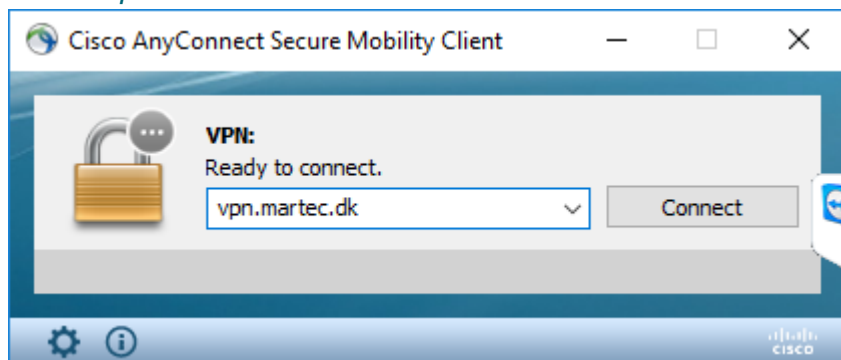 Cisco AnyConnect Secure Mobility Client
VPN:
Ready to connect.
vpn.martec.dk
Connect
CISCO